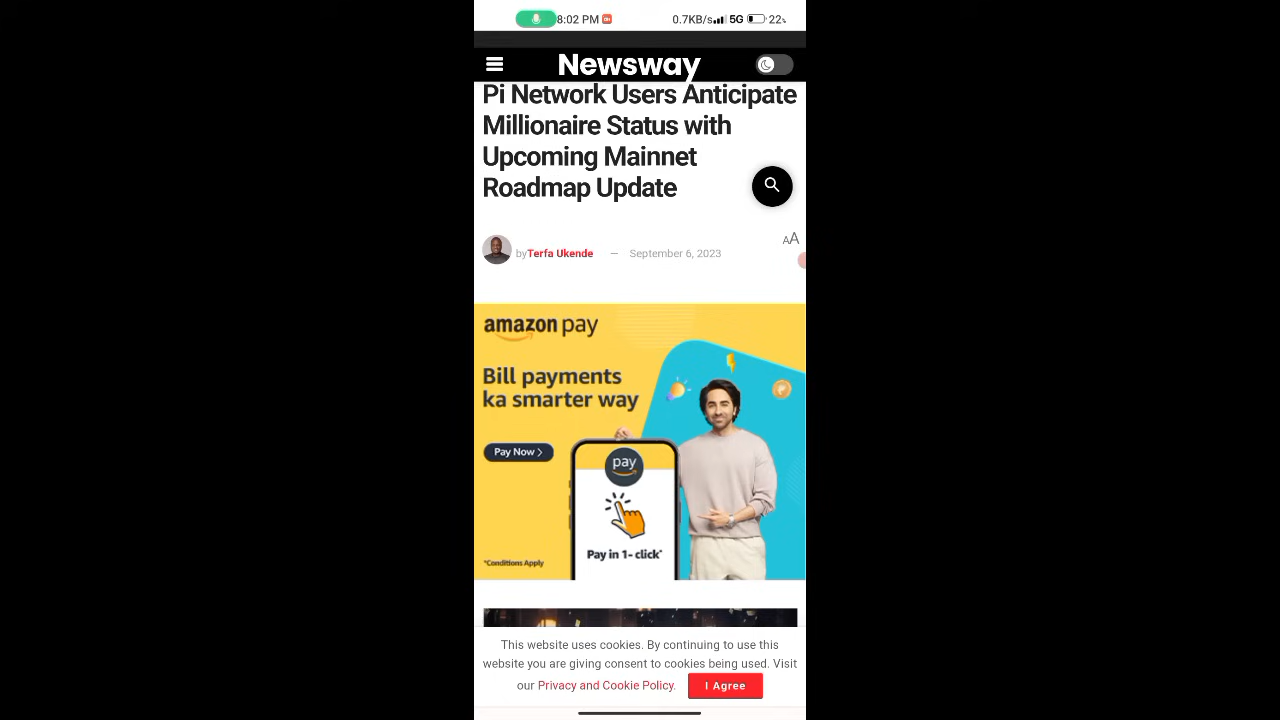 8:02 PM 0.7KB/s 5G 22%
Newsway
Pi Network Users Anticipate
Millionaire Status with
Upcoming Mainnet
Roadmap Update
AA
byTerfa Ukende — September 6, 2023
amazon pay
Bill payments
ka smarter way
Pay Now >
pay
Pay in 1-click*
*Conditions Apply
This website uses cookies. By continuing to use this
website you are giving consent to cookies being used. Visit
our Privacy and Cookie Policy. I Agree